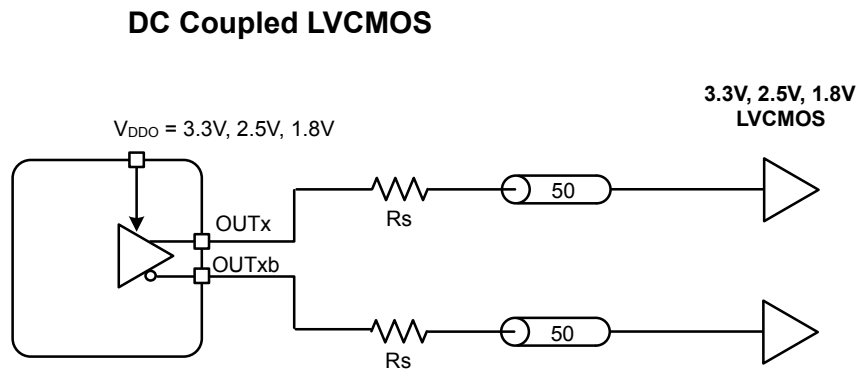 DC Coupled LVCMOS
3.3V, 2.5V, 1.8V
LVCMOS
VDDO = 3.3V, 2.5V, 1.8V
OUTx
Rs
50
OUTxb
Rs
50